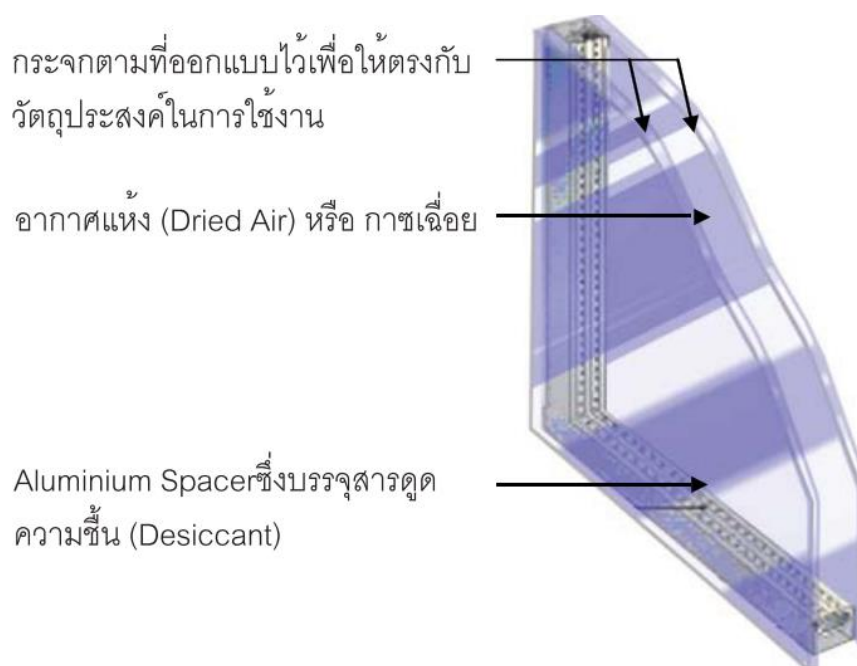 กระจกตามที่ออกแบบไว้เพื่อให้ตรงกับ
วัตถุประสงค์ในการใช้งาน
อากาศแห้ง (Dried Air) หรือ กาซเฉื่อย
Aluminium Spacerซึ่งบรรจุสารดูด
ความชื้น (Desiccant)